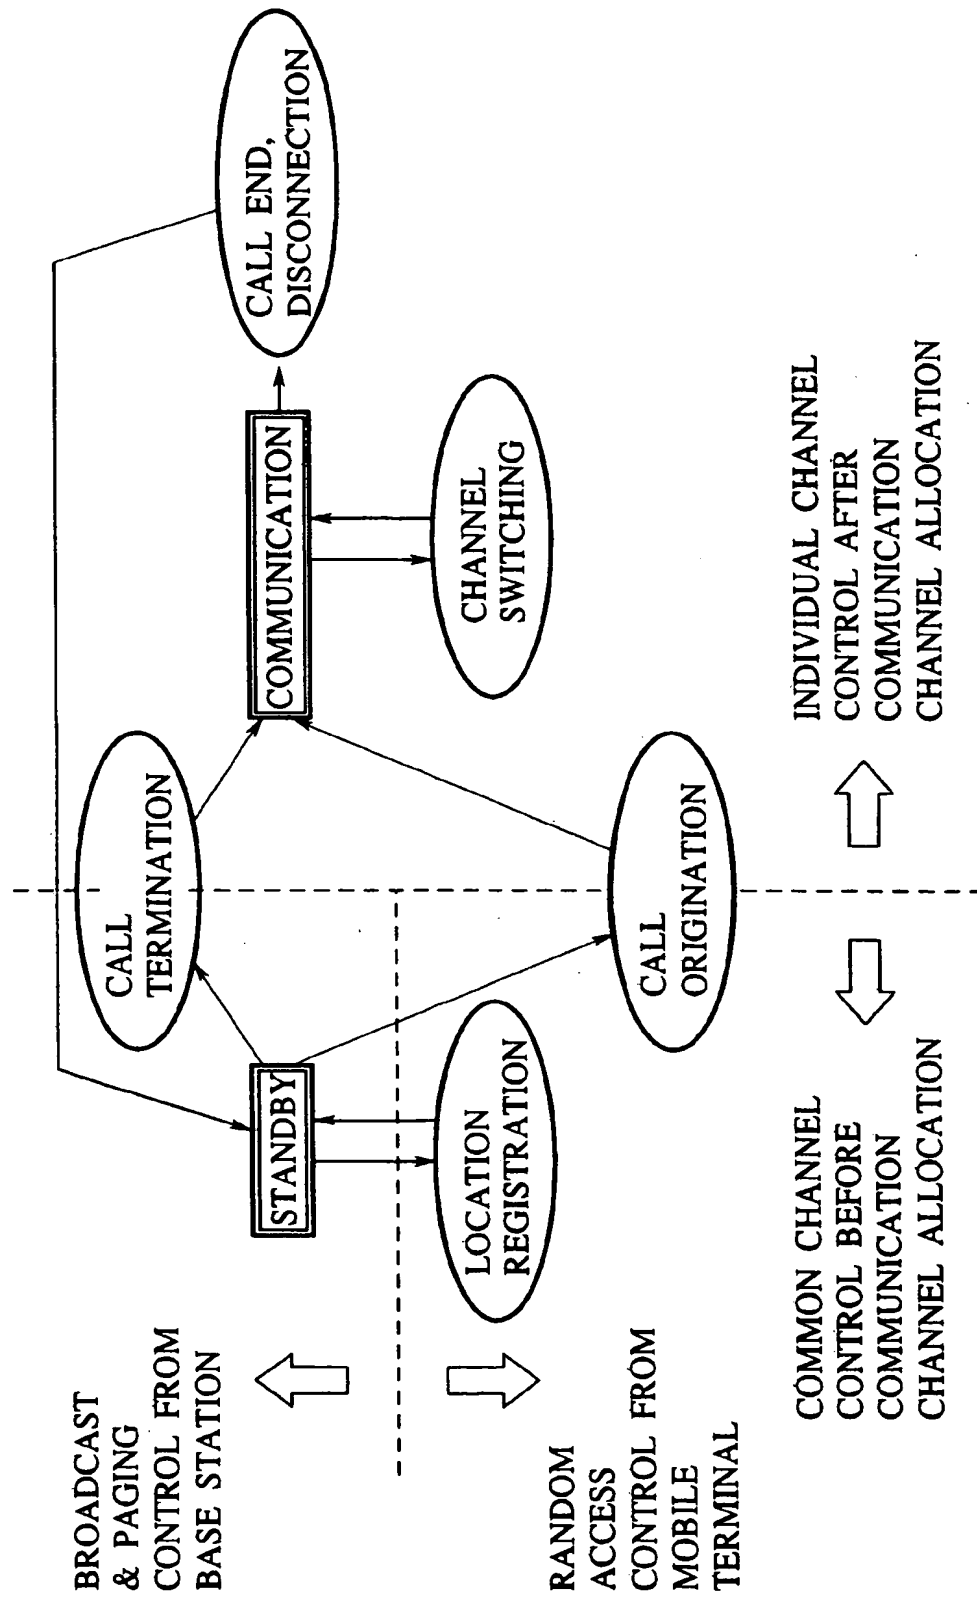 BROADCAST
& PAGING
CONTROL FROM
BASE STATION
RANDOM
ACCESS
CONTROL FROM
MOBILE
TERMINAL
STANDBY
LOCATION
REGISTRATION
CALL
TERMINATION
CALL
ORIGINATION
COMMUNICATION
CHANNEL
SWITCHING
CALL END,
DISCONNECTION
COMMON CHANNEL
CONTROL BEFORE
COMMUNICATION
CHANNEL ALLOCATION
INDIVIDUAL CHANNEL
CONTROL AFTER
COMMUNICATION
CHANNEL ALLOCATION